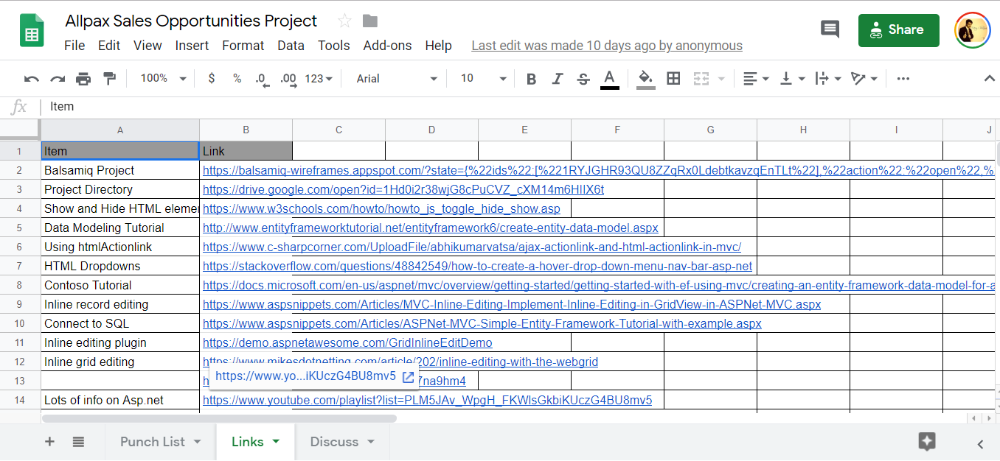 Allpax Sales Opportunities Project
Share
File Edit View Insert Format Data Tools Add-ons Help Last edit was made 10 days ago by anonymous
100% $ % .0 .00 123 Arial 10 B I S A
fx Item
A B C D E F G H I J
1 Item Link
2 Balsamiq Project https://balsamiq-wireframes.appspot.com/?state={%22ids%22:[%221RYJGHR93QU8ZZqRx0LdebtkavzqEnTLt%22],%22action%22:%22open%22,%
3 Project Directory https://drive.google.com/open?id=1Hd0i2r38wjG8cPuCVZ_cXM14m6HIIX6t
4 Show and Hide HTML elemen https://www.w3schools.com/howto/howto_js_toggle_hide_show.asp
5 Data Modeling Tutorial http://www.entityframeworktutorial.net/entityframework6/create-entity-data-model.aspx
6 Using htmlActionlink https://www.c-sharpcorner.com/UploadFile/abhikumarvatsa/ajax-actionlink-and-html-actionlink-in-mvc/
7 HTML Dropdowns https://stackoverflow.com/questions/48842549/how-to-create-a-hover-drop-down-menu-nav-bar-asp-net
8 Contoso Tutorial https://docs.microsoft.com/en-us/aspnet/mvc/overview/getting-started/getting-started-with-ef-using-mvc/creating-an-entity-framework-data-model-for-a
9 Inline record editing https://www.aspsnippets.com/Articles/MVC-Inline-Editing-Implement-Inline-Editing-in-GridView-in-ASPNet-MVC.aspx
10 Connect to SQL https://www.aspsnippets.com/Articles/ASPNet-MVC-Simple-Entity-Framework-Tutorial-with-example.aspx
11 Inline editing plugin https://demo.aspnetawesome.com/GridInlineEditDemo
12 Inline grid editing https://www.mikesdotnetting.com/article/202/inline-editing-with-the-webgrid
https://www.yo...iKUczG4BU8mv5
13 h 7na9hm4
14 Lots of info on Asp.net https://www.youtube.com/playlist?list=PLM5JAv_WpgH_FKWlsGkbiKUczG4BU8mv5
+ Punch List Links Discuss